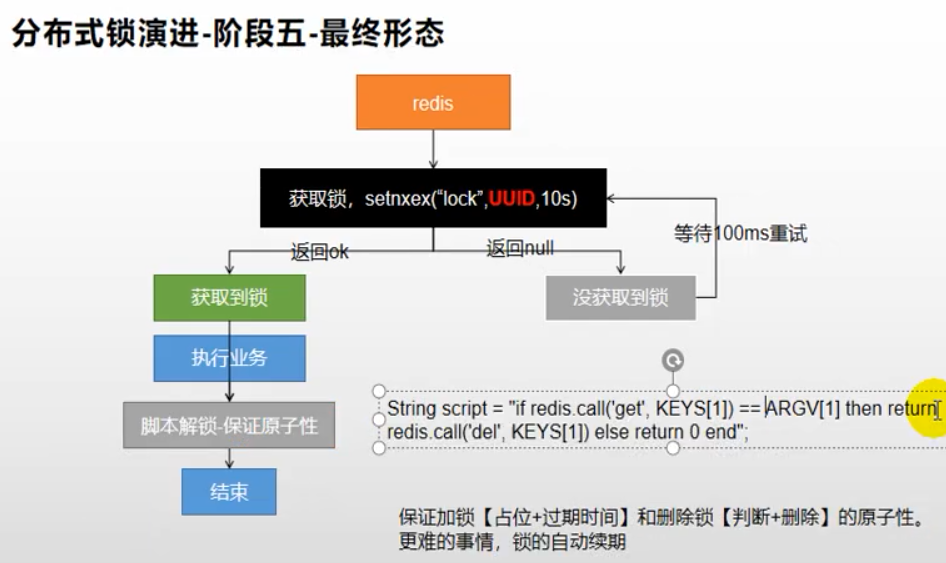 分布式锁演进-阶段五-最终形态
redis
获取锁，setnxex(“lock”,UUID,10s)
等待100ms重试
返回ok
返回null
获取到锁
没获取到锁
执行业务
String script = "if redis.call('get', KEYS[1]) == ARGV[1] then return
redis.call('del', KEYS[1]) else return 0 end";
脚本解锁-保证原子性
结束
保证加锁【占位+过期时间】和删除锁【判断+删除】的原子性。
更难的事情，锁的自动续期